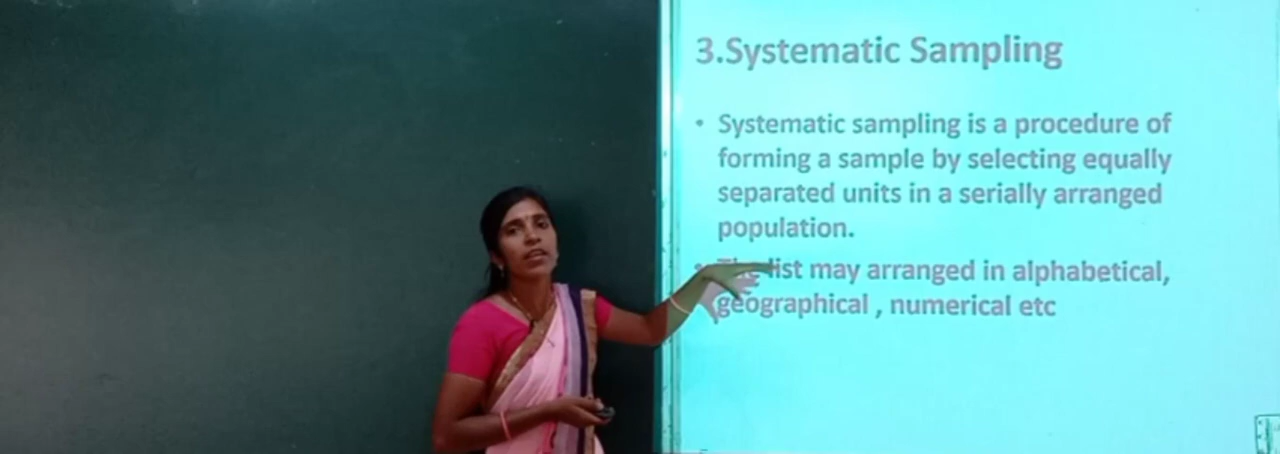 3.Systematic Sampling
• Systematic sampling is a procedure of
forming a sample by selecting equally
separated units in a serially arranged
population.
• The list may arranged in alphabetical,
geographical , numerical etc